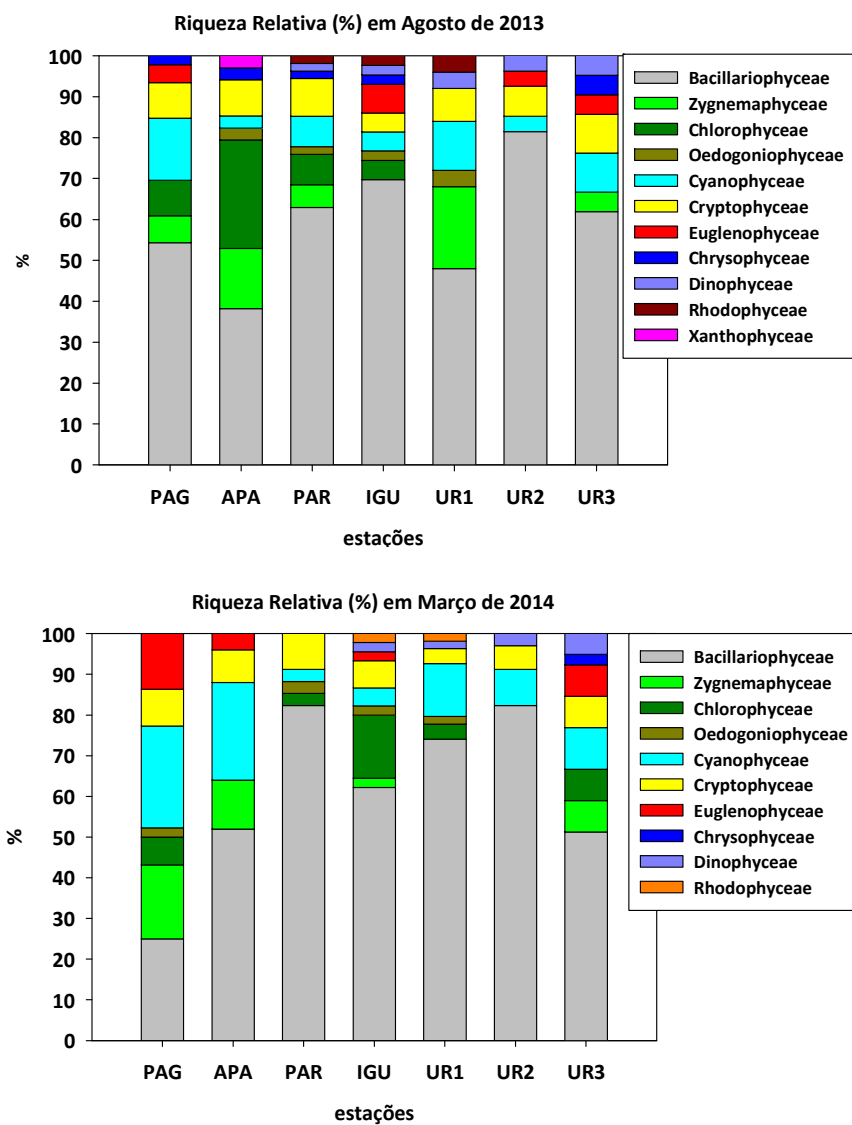 Riqueza Relativa (%) em Agosto de 2013
100
90
80
70
60
50
40
30
20
10
0
%
PAG APA PAR IGU UR1 UR2 UR3
estações
Bacillariophyceae
Zygnemaphyceae
Chlorophyceae
Oedogoniophyceae
Cyanophyceae
Cryptophyceae
Euglenophyceae
Chrysophyceae
Dinophyceae
Rhodophyceae
Xanthophyceae
Riqueza Relativa (%) em Março de 2014
100
90
80
70
60
50
40
30
20
10
0
%
PAG APA PAR IGU UR1 UR2 UR3
estações
Bacillariophyceae
Zygnemaphyceae
Chlorophyceae
Oedogoniophyceae
Cyanophyceae
Cryptophyceae
Euglenophyceae
Chrysophyceae
Dinophyceae
Rhodophyceae